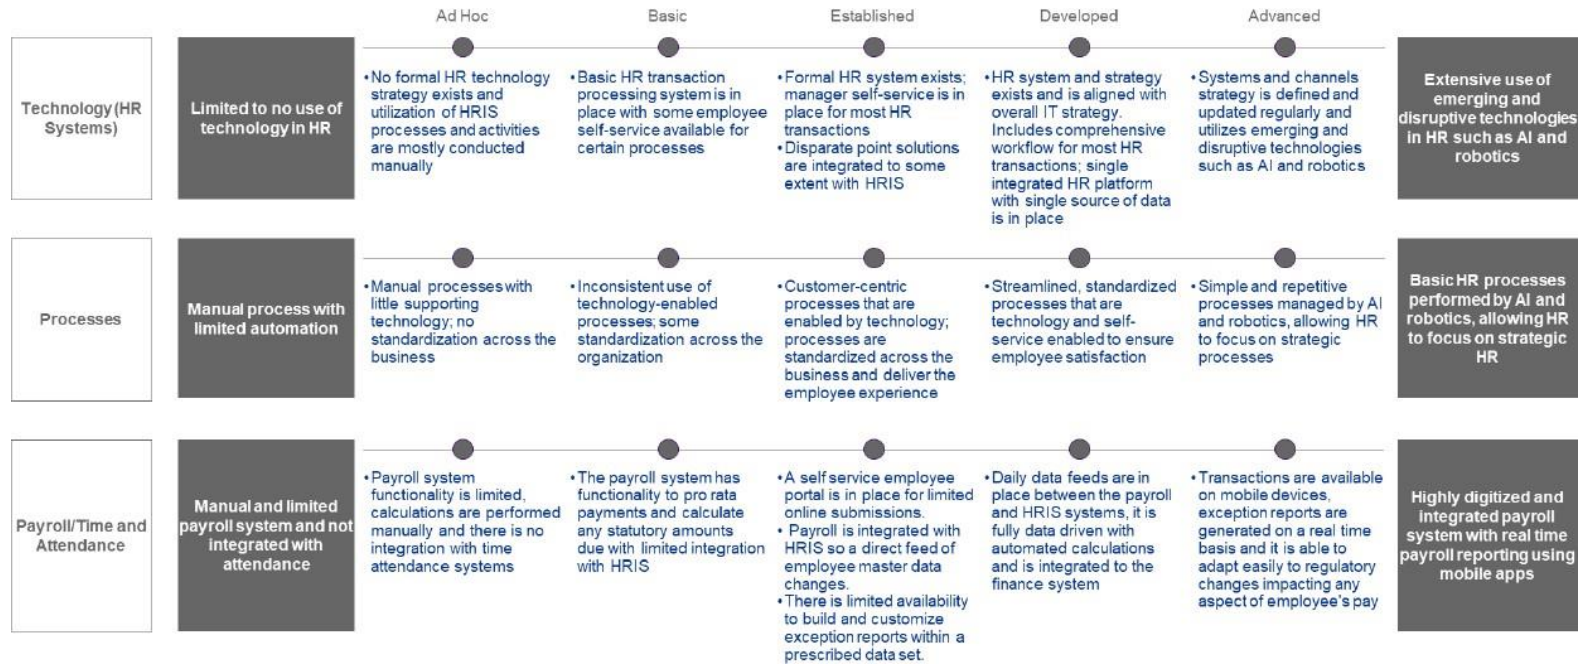 Ad Hoc
Basic
Established
Developed
Advanced
Technology (HR
Systems)
Limited to no use of
technology in HR
•No formal HR technology
strategy exists and
utilization of HRIS
processes and activities
are mostly conducted
manually
•Basic HR transaction
processing system is in
place with some employee
self-service available for
certain processes
•Formal HR system exists;
manager self-service is in
place for most HR
transactions
•Disparate point solutions
are integrated to some
extent with HRIS
•HR system and strategy
exists and is aligned with
overall IT strategy.
Includes comprehensive
workflow for most HR
transactions; single
integrated HR platform
with single source of data
is in place
•Systems and channels
strategy is defined and
updated regularly and
utilizes emerging and
disruptive technologies
such as AI and robotics
Extensive use of
emerging and
disruptive technologies
in HR such as AI and
robotics
Processes
Manual process with
limited automation
•Manual processes with
little supporting
technology; no
standardization across the
business
•Inconsistent use of
technology-enabled
processes; some
standardization across the
organization
•Customer-centric
processes that are
enabled by technology;
processes are
standardized across the
business and deliver the
employee experience
•Streamlined, standardized
processes that are
technology and self-
service enabled to ensure
employee satisfaction
•Simple and repetitive
processes managed by AI
and robotics, allowing HR
to focus on strategic
processes
Basic HR processes
performed by AI and
robotics, allowing HR
to focus on strategic
HR
Payroll/Time and
Attendance
Manual and limited
payroll system and not
integrated with
attendance
•Payroll system
functionality is limited,
calculations are performed
manually and there is no
integration with time
attendance systems
•The payroll system has
functionality to pro rata
payments and calculate
any statutory amounts
due with limited integration
with HRIS
•A self service employee
portal is in place for limited
online submissions.
• Payroll is integrated with
HRIS so a direct feed of
employee master data
changes.
•There is limited availability
to build and customize
exception reports within a
prescribed data set.
•Daily data feeds are in
place between the payroll
and HRIS systems, it is
fully data driven with
automated calculations
and is integrated to the
finance system
•Transactions are available
on mobile devices,
exception reports are
generated on a real time
basis and it is able to
adapt easily to regulatory
changes impacting any
aspect of employee's pay
Highly digitized and
integrated payroll
system with real time
payroll reporting using
mobile apps